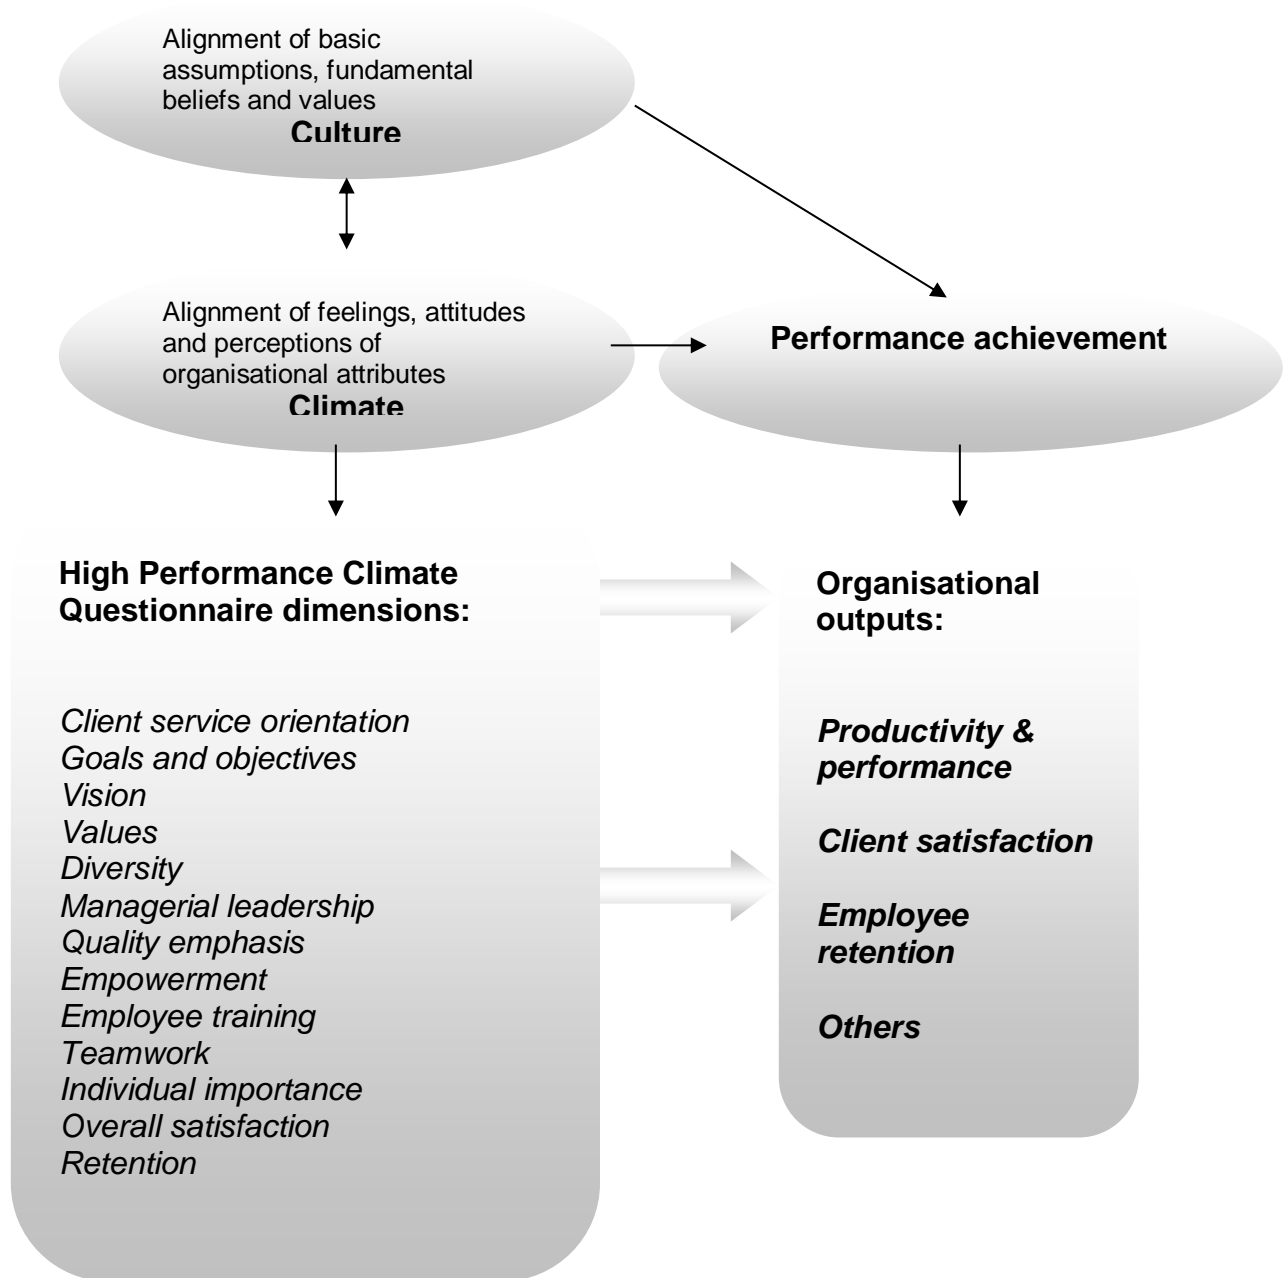 Alignment of basic
assumptions, fundamental
beliefs and values
Culture
Alignment of feelings, attitudes
and perceptions of
organisational attributes
Climate
Performance achievement
High Performance Climate
Questionnaire dimensions:
Client service orientation
Goals and objectives
Vision
Values
Diversity
Managerial leadership
Quality emphasis
Empowerment
Employee training
Teamwork
Individual importance
Overall satisfaction
Retention
Organisational
outputs:
Productivity &
performance
Client satisfaction
Employee
retention
Others